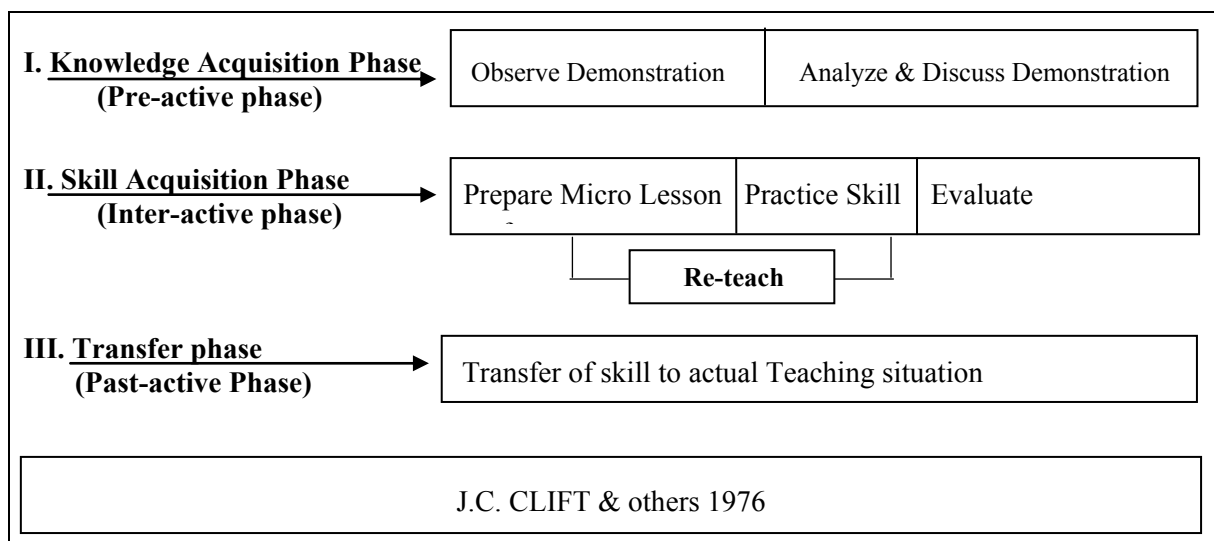 I. Knowledge Acquisition Phase
(Pre-active phase)
Observe Demonstration
Analyze & Discuss Demonstration
II. Skill Acquisition Phase
(Inter-active phase)
Prepare Micro Lesson
Practice Skill
Evaluate
Re-teach
III. Transfer phase
(Past-active Phase)
Transfer of skill to actual Teaching situation
J.C. CLIFT & others 1976